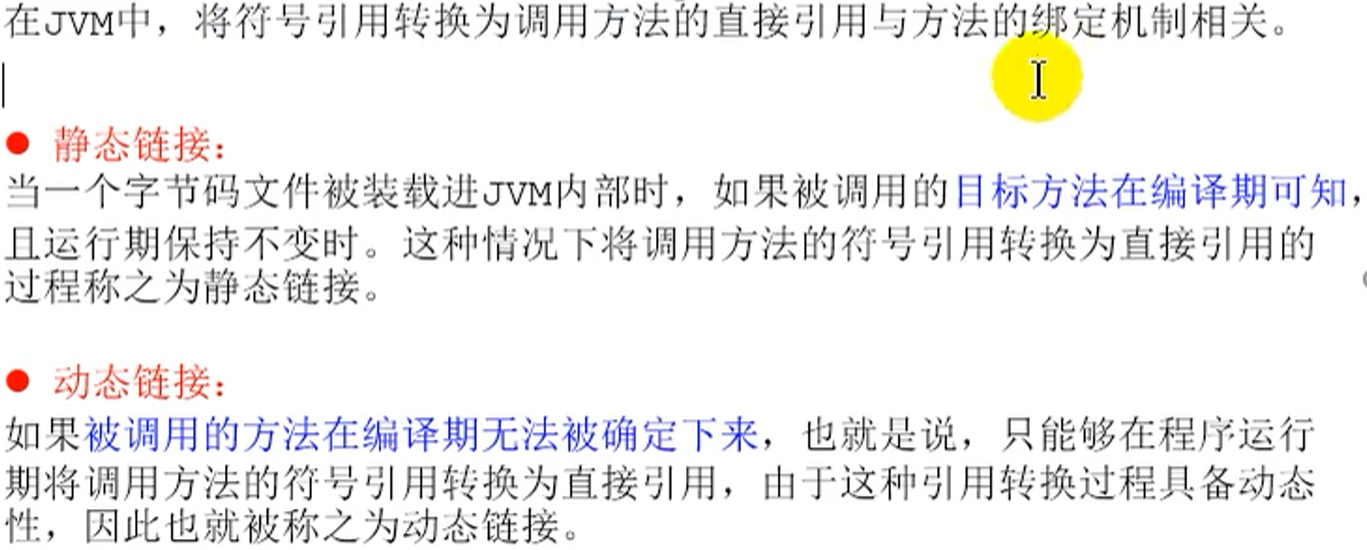 在JVM中，将符号引用转换为调用方法的直接引用与方法的绑定机制相关。
● 静态链接：
当一个字节码文件被装载进JVM内部时，如果被调用的目标方法在编译期可知，
且运行期保持不变时。这种情况下将调用方法的符号引用转换为直接引用的
过程称之为静态链接。
● 动态链接：
如果被调用的方法在编译期无法被确定下来，也就是说，只能够在程序运行
期将调用方法的符号引用转换为直接引用，由于这种引用转换过程具备动态
性，因此也就被称之为动态链接。